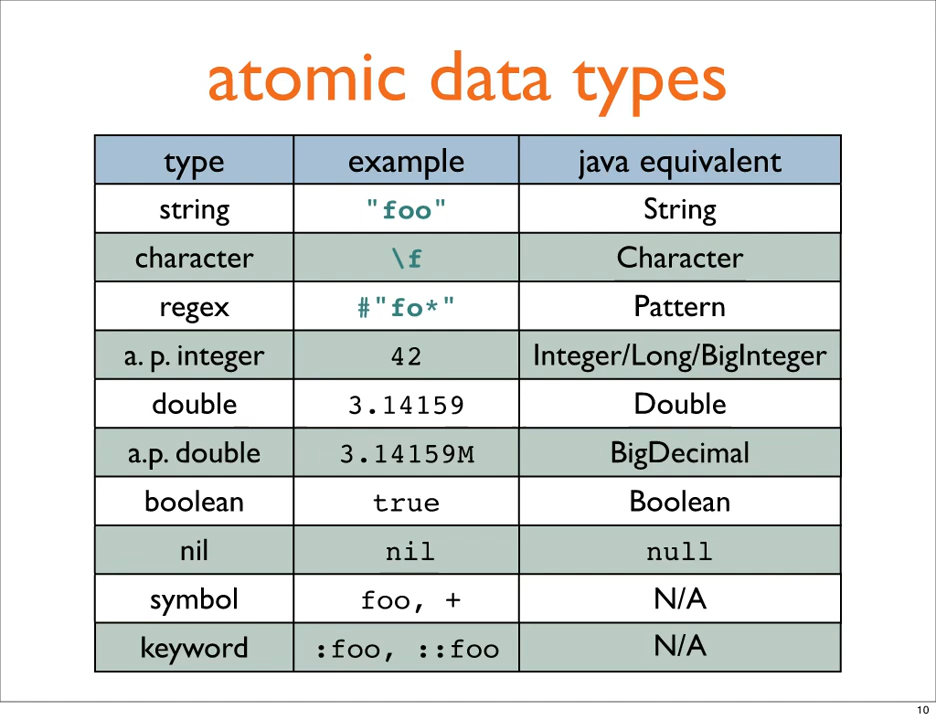 atomic data types
type example java equivalent
string "foo" String
character \f Character
regex #"fo*" Pattern
a. p. integer 42 Integer/Long/BigInteger
double 3.14159 Double
a.p. double 3.14159M BigDecimal
boolean true Boolean
nil nil null
symbol foo, + N/A
keyword :foo, ::foo N/A
10